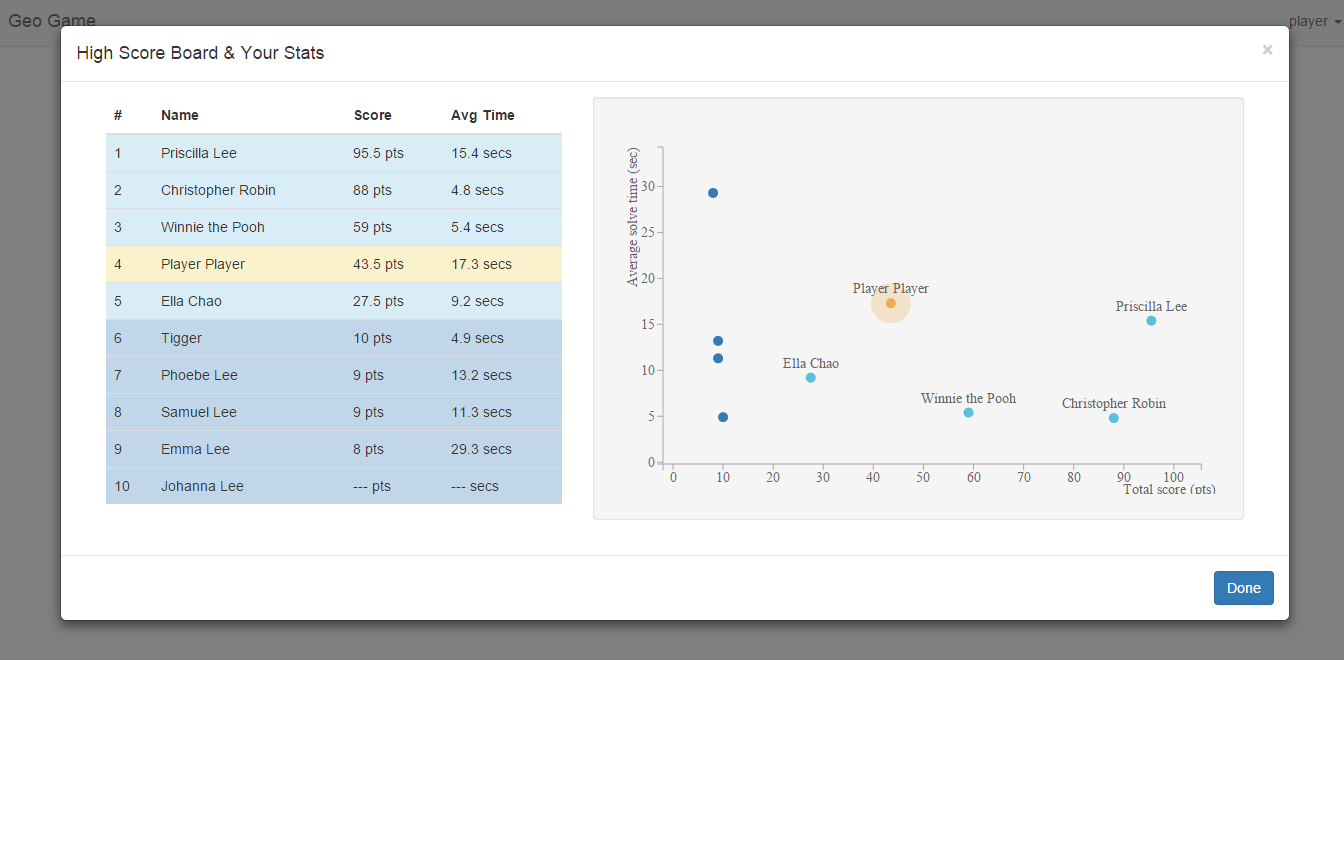 Geo Game
player
High Score Board & Your Stats
×
# Name Score Avg Time
1 Priscilla Lee 95.5 pts 15.4 secs
2 Christopher Robin 88 pts 4.8 secs
3 Winnie the Pooh 59 pts 5.4 secs
4 Player Player 43.5 pts 17.3 secs
5 Ella Chao 27.5 pts 9.2 secs
6 Tigger 10 pts 4.9 secs
7 Phoebe Lee 9 pts 13.2 secs
8 Samuel Lee 9 pts 11.3 secs
9 Emma Lee 8 pts 29.3 secs
10 Johanna Lee --- pts --- secs
Average solve time (sec)
30
25
20
15
10
5
0
Player Player
Priscilla Lee
Ella Chao
Winnie the Pooh
Christopher Robin
0 10 20 30 40 50 60 70 80 90 100
Total score (pts)
Done